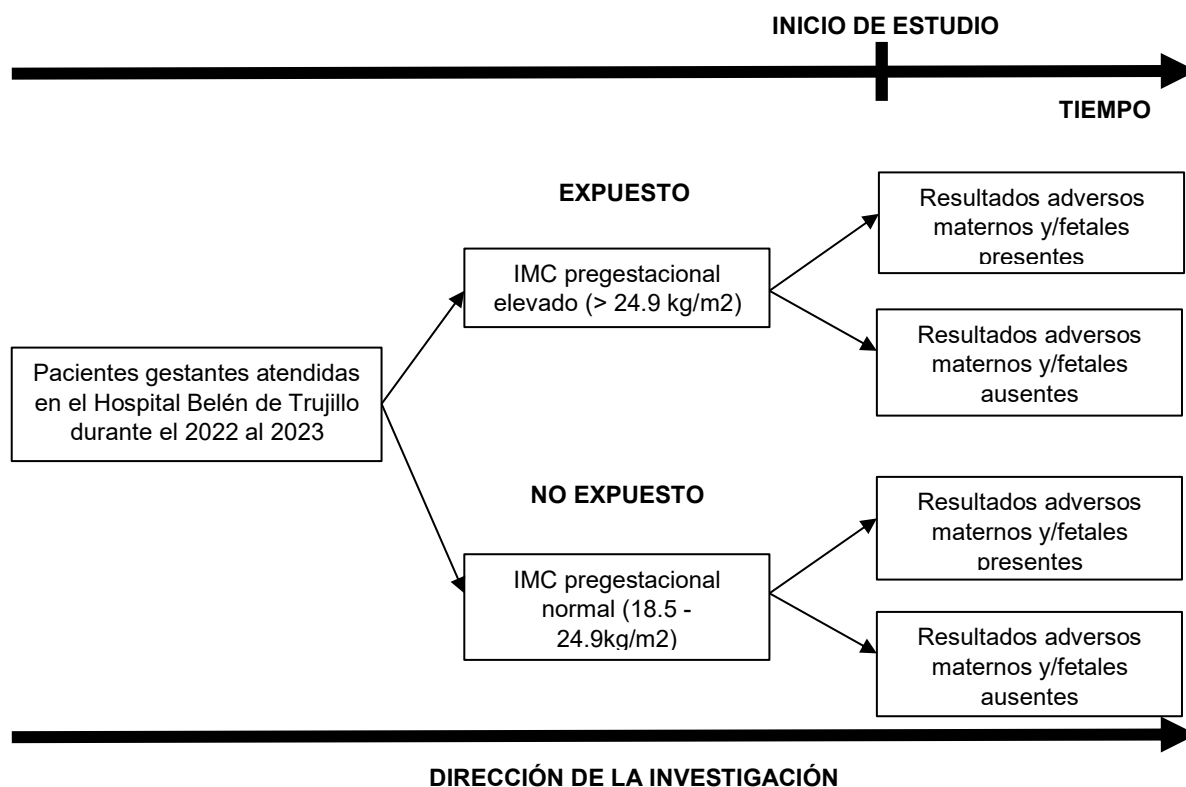 INICIO DE ESTUDIO
TIEMPO
EXPUESTO
Resultados adversos
maternos y/fetales
presentes
IMC pregestacional
elevado (> 24.9 kg/m2)
Resultados adversos
maternos y/fetales
ausentes
Pacientes gestantes atendidas
en el Hospital Belén de Trujillo
durante el 2022 al 2023
NO EXPUESTO
Resultados adversos
maternos y/fetales
presentes
IMC pregestacional
normal (18.5 -
24.9kg/m2)
Resultados adversos
maternos y/fetales
ausentes
DIRECCIÓN DE LA INVESTIGACIÓN